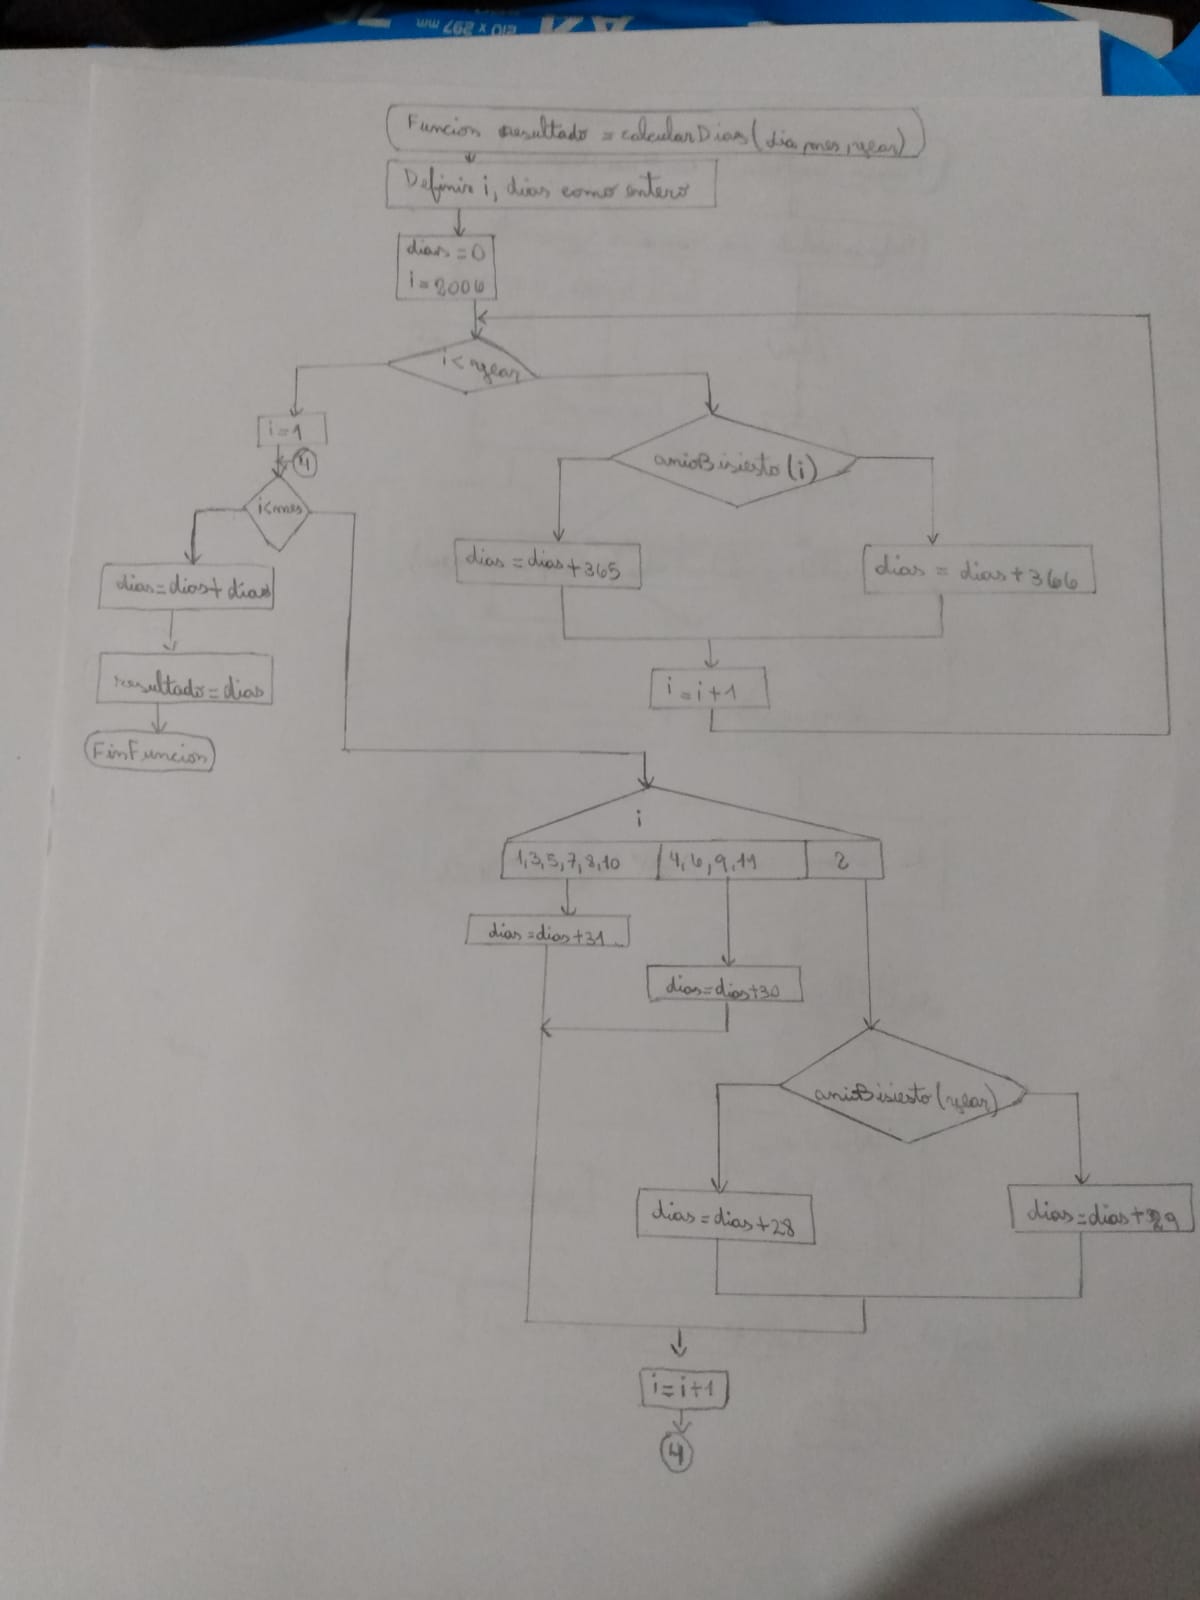 210 x 297 mm
Funcion resultado = calcularDias(dia, mes, year)
Definir i, dias como entero
dias = 0
i = 2006
i < year
i = 1
4
i < mes
dias = dias + dias
resultado = dias
FinFuncion
anioBisiesto(i)
dias = dias + 365
dias = dias + 366
i = i + 1
i
1,3,5,7,8,10
4,6,9,11
2
dias = dias + 31
dias = dias + 30
anioBisiesto(year)
dias = dias + 28
dias = dias + 29
i = i + 1
4